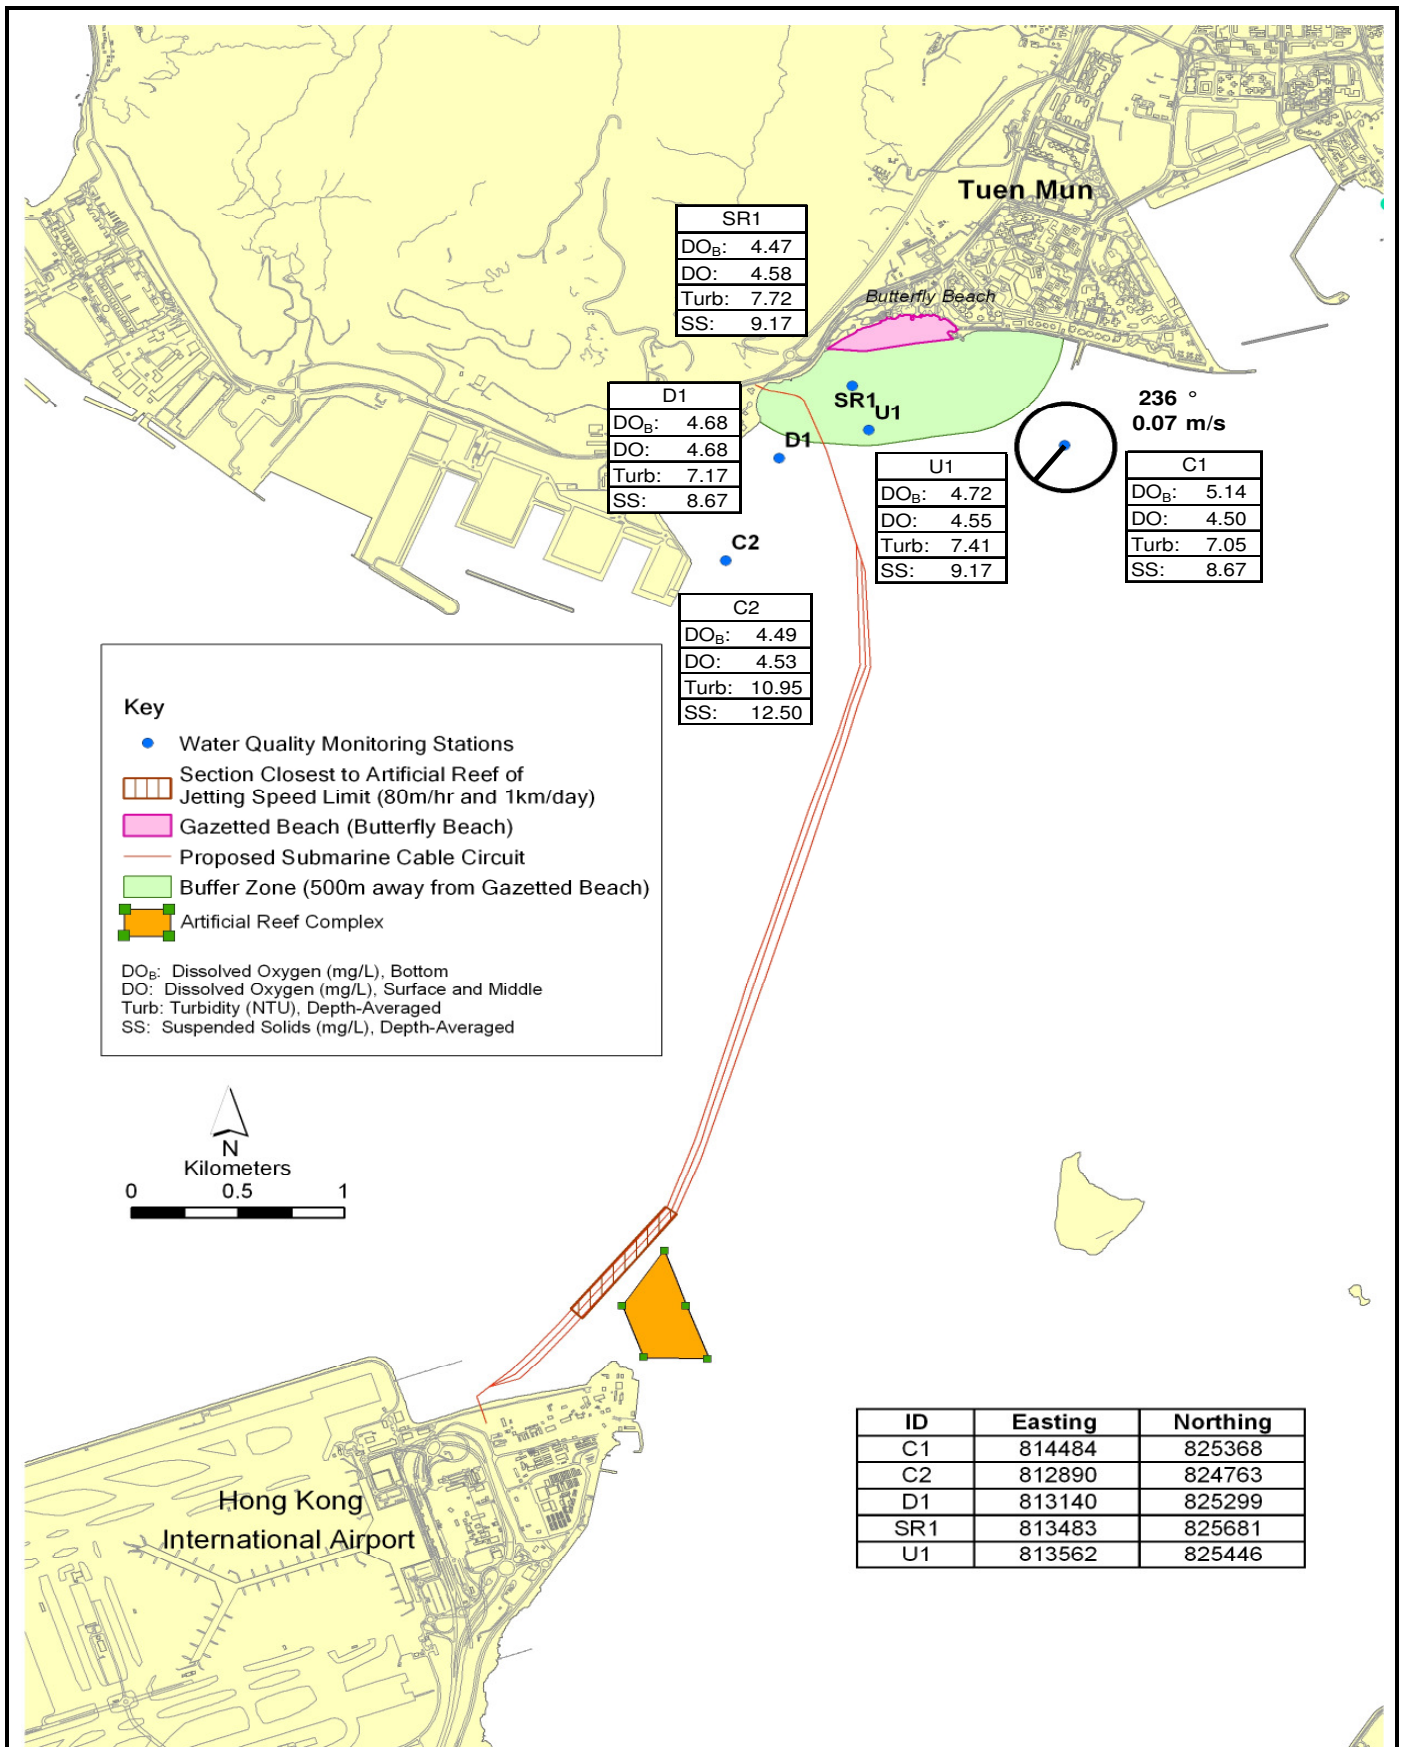 Tuen Mun
SR1
DOB: 4.47
DO: 4.58
Turb: 7.72
SS: 9.17
Butterfly Beach
D1
DOB: 4.68
DO: 4.68
Turb: 7.17
SS: 8.67
SR1
U1
D1
236 °
0.07 m/s
U1
DOB: 4.72
DO: 4.55
Turb: 7.41
SS: 9.17
C1
DOB: 5.14
DO: 4.50
Turb: 7.05
SS: 8.67
C2
C2
DOB: 4.49
DO: 4.53
Turb: 10.95
SS: 12.50
Key
Water Quality Monitoring Stations
Section Closest to Artificial Reef of
Jetting Speed Limit (80m/hr and 1km/day)
Gazetted Beach (Butterfly Beach)
Proposed Submarine Cable Circuit
Buffer Zone (500m away from Gazetted Beach)
Artificial Reef Complex
DOB: Dissolved Oxygen (mg/L), Bottom
DO: Dissolved Oxygen (mg/L), Surface and Middle
Turb: Turbidity (NTU), Depth-Averaged
SS: Suspended Solids (mg/L), Depth-Averaged
N
Kilometers
0 0.5 1
ID Easting Northing
C1 814484 825368
C2 812890 824763
D1 813140 825299
SR1 813483 825681
U1 813562 825446
Hong Kong
International Airport